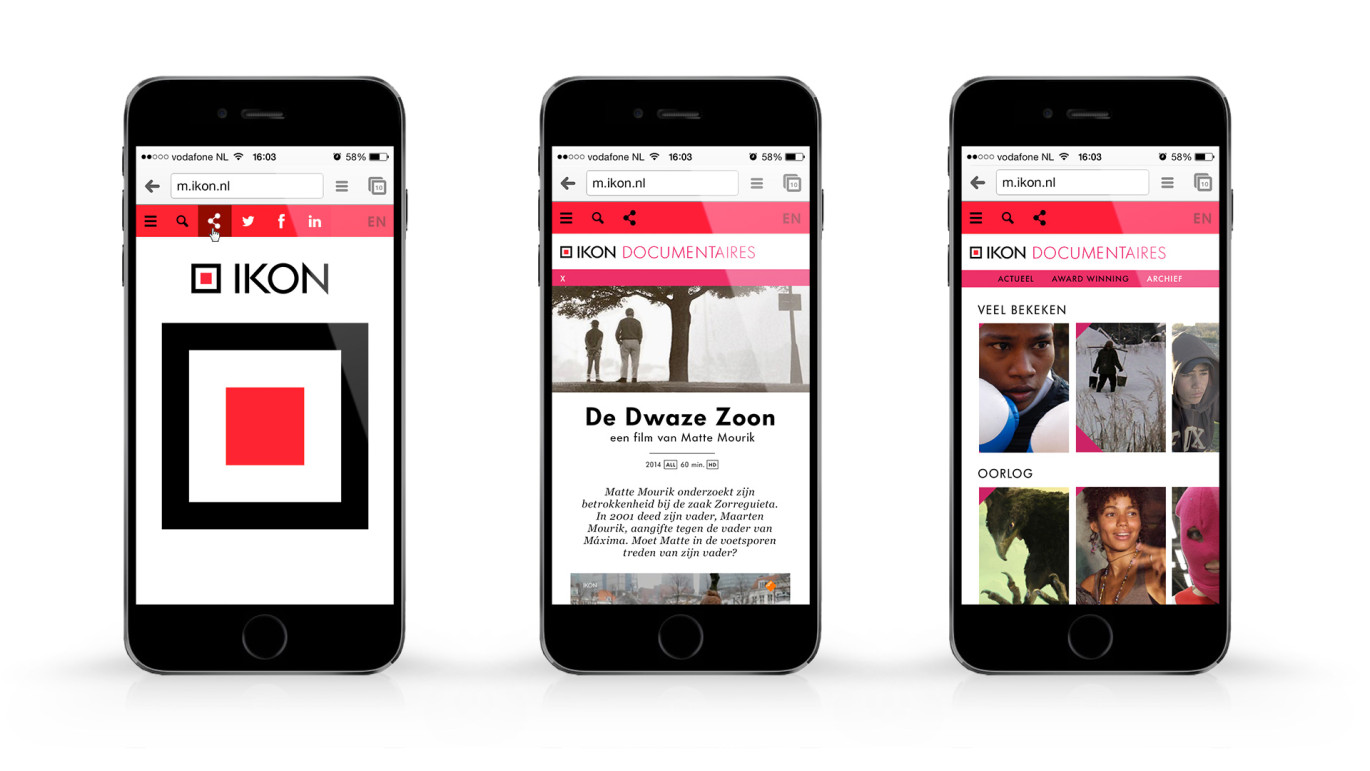 vodafone NL 16:03 58%
m.ikon.nl 10
EN
IKON
vodafone NL 16:03 58%
m.ikon.nl 10
EN
IKON DOCUMENTAIRES
X
De Dwaze Zoon
een film van Matte Mourik
2014 ALL 60 min. HD
Matte Mourik onderzoekt zijn
betrokkenheid bij de zaak Zorreguieta.
In 2001 deed zijn vader, Maarten
Mourik, aangifte tegen de vader van
Máxima. Moet Matte in de voetsporen
treden van zijn vader?
IKON
vodafone NL 16:03 58%
m.ikon.nl 10
EN
IKON DOCUMENTAIRES
ACTUEEL AWARD WINNING ARCHIEF
VEEL BEKEKEN
OORLOG